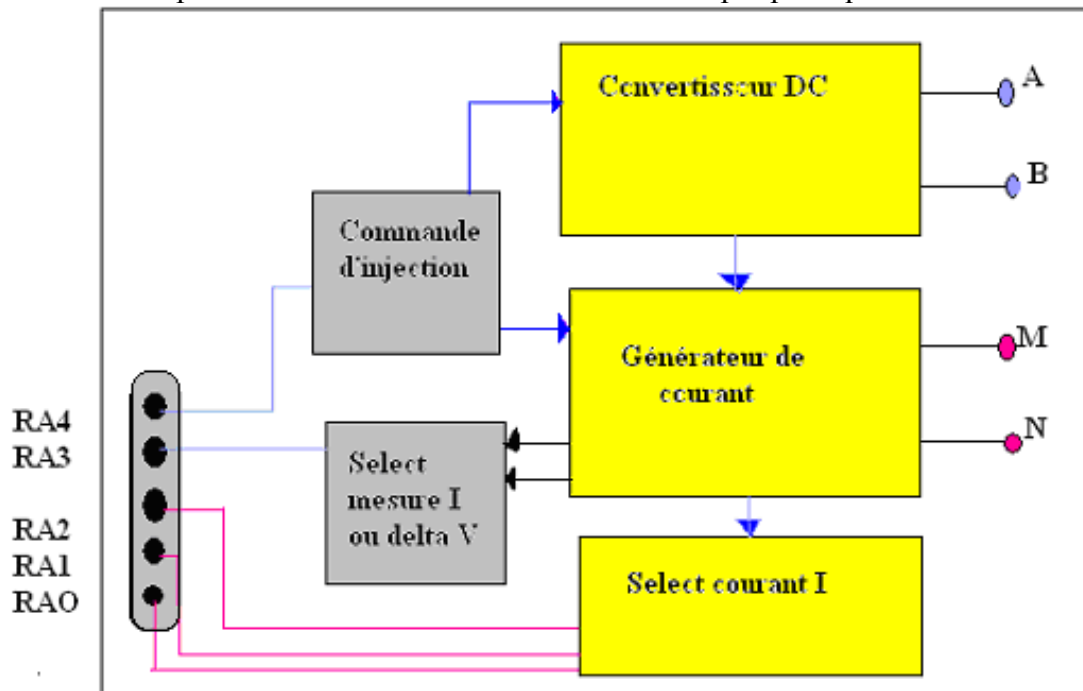 Convertisseur DC
A
B
Commande
d'injection
Générateur de
courant
M
N
RA4
RA3
RA2
RA1
RAO
Select
mesure I
ou delta V
Select courant I